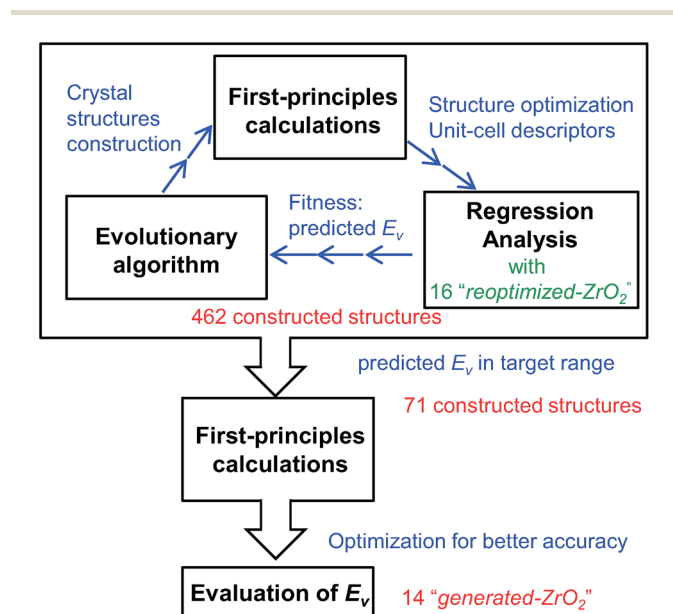 Crystal
structures
construction
First-principles
calculations
Structure optimization
Unit-cell descriptors
Evolutionary
algorithm
Fitness:
predicted Eᵥ
Regression
Analysis
with
16 “reoptimized-ZrO₂”
462 constructed structures
predicted Eᵥ in target range
71 constructed structures
First-principles
calculations
Optimization for better accuracy
Evaluation of Eᵥ
14 “generated-ZrO₂”